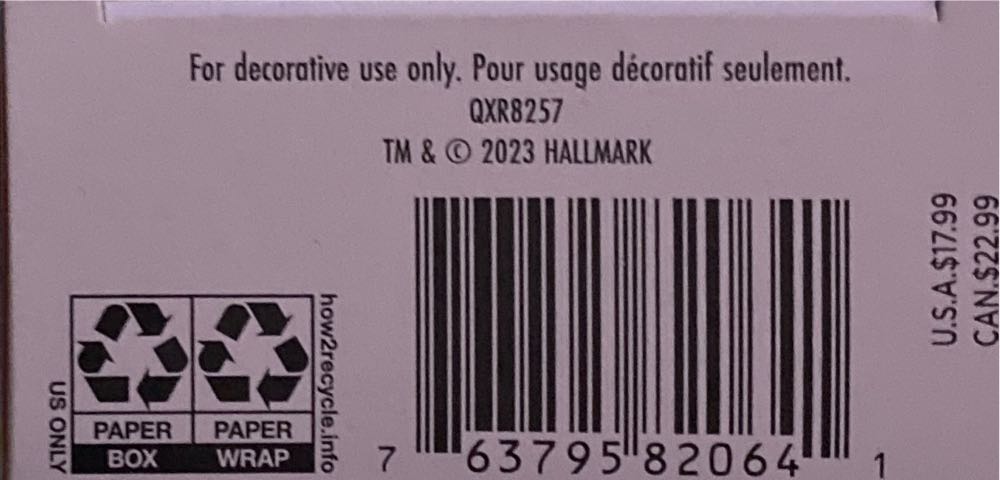 For decorative use only. Pour usage décoratif seulement.
QXR8257
TM & © 2023 HALLMARK
U.S.A.$17.99
CAN.$22.99
how2recycle.info
US ONLY
PAPER PAPER
BOX WRAP
7 63795 82064 1